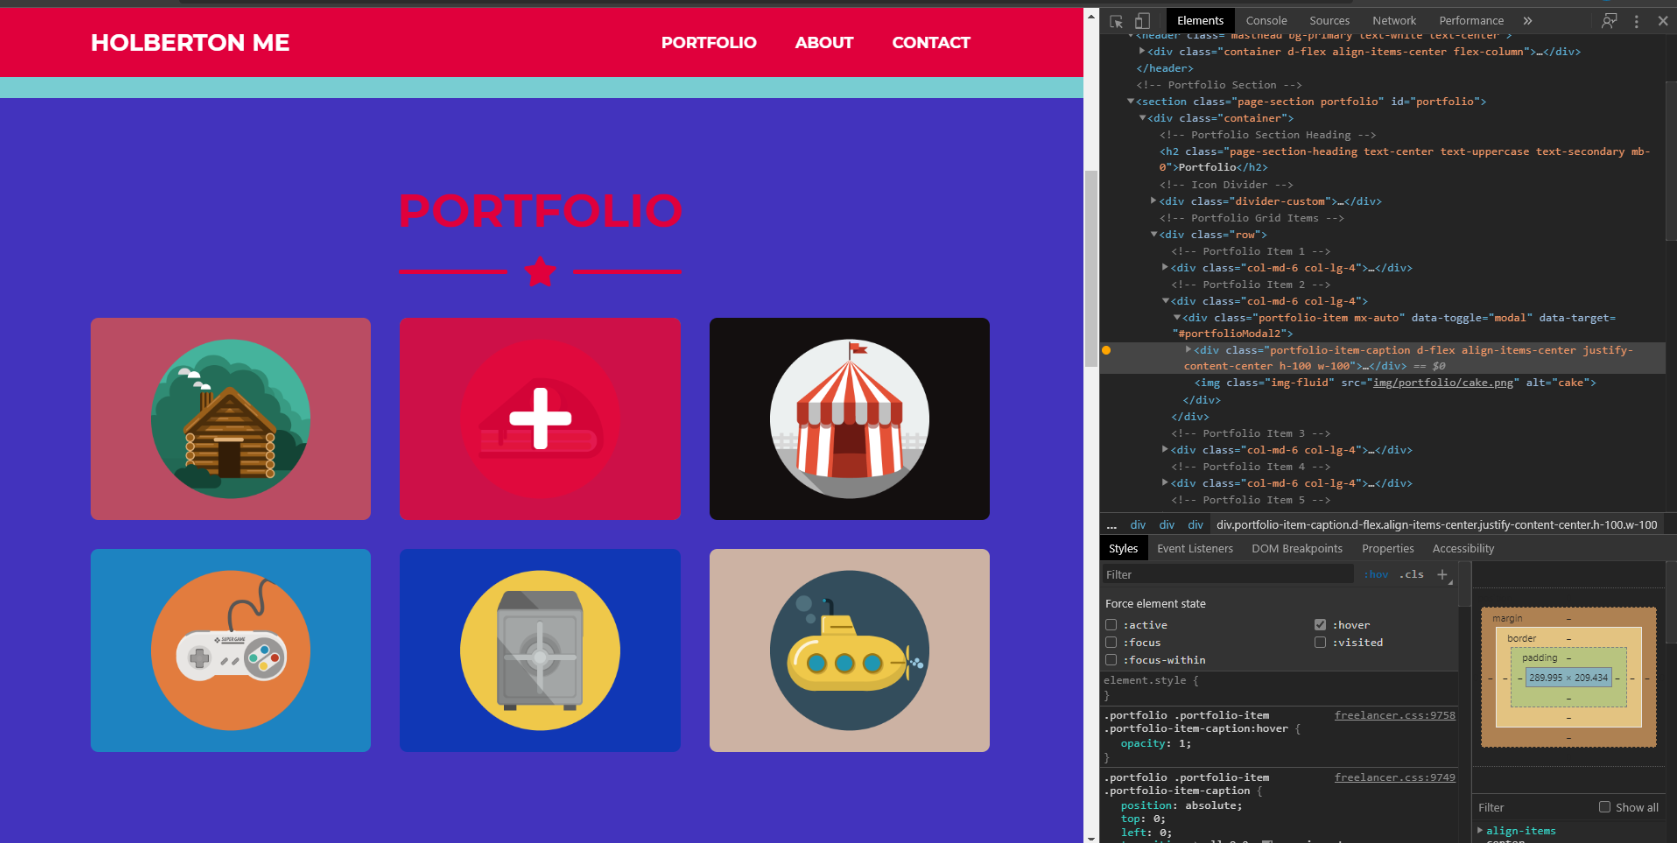 HOLBERTON ME
PORTFOLIO ABOUT CONTACT
PORTFOLIO
SUPER GAME
Elements Console Sources Network Performance »
<header class="masthead bg-primary text-white text-center">
<div class="container d-flex align-items-center flex-column">…</div>
</header>
<!-- Portfolio Section -->
<section class="page-section portfolio" id="portfolio">
<div class="container">
<!-- Portfolio Section Heading -->
<h2 class="page-section-heading text-center text-uppercase text-secondary mb-
0">Portfolio</h2>
<!-- Icon Divider -->
<div class="divider-custom">…</div>
<!-- Portfolio Grid Items -->
<div class="row">
<!-- Portfolio Item 1 -->
<div class="col-md-6 col-lg-4">…</div>
<!-- Portfolio Item 2 -->
<div class="col-md-6 col-lg-4">
<div class="portfolio-item mx-auto" data-toggle="modal" data-target=
"#portfolioModal2">
<div class="portfolio-item-caption d-flex align-items-center justify-
content-center h-100 w-100">…</div> == $0
<img class="img-fluid" src="img/portfolio/cake.png" alt="cake">
</div>
</div>
<!-- Portfolio Item 3 -->
<div class="col-md-6 col-lg-4">…</div>
<!-- Portfolio Item 4 -->
<div class="col-md-6 col-lg-4">…</div>
<!-- Portfolio Item 5 -->
... div div div div.portfolio-item-caption.d-flex.align-items-center.justify-content-center.h-100.w-100
Styles Event Listeners DOM Breakpoints Properties Accessibility
Filter :hov .cls +
Force element state
:active :hover
:focus :visited
:focus-within
element.style {
}
.portfolio .portfolio-item freelancer.css:9758
.portfolio-item-caption:hover {
opacity: 1;
}
.portfolio .portfolio-item freelancer.css:9749
.portfolio-item-caption {
position: absolute;
top: 0;
left: 0;
margin -
border -
padding -
- - - 289.995 × 209.434 - - -
-
-
-
Filter Show all
align-items
center